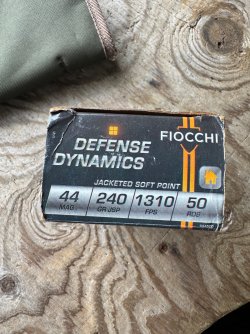 FIOCCHI
DEFENSE
DYNAMICS
JACKETED SOFT POINT
44 240 1310 50
MAG. GR JSP FPS RDS